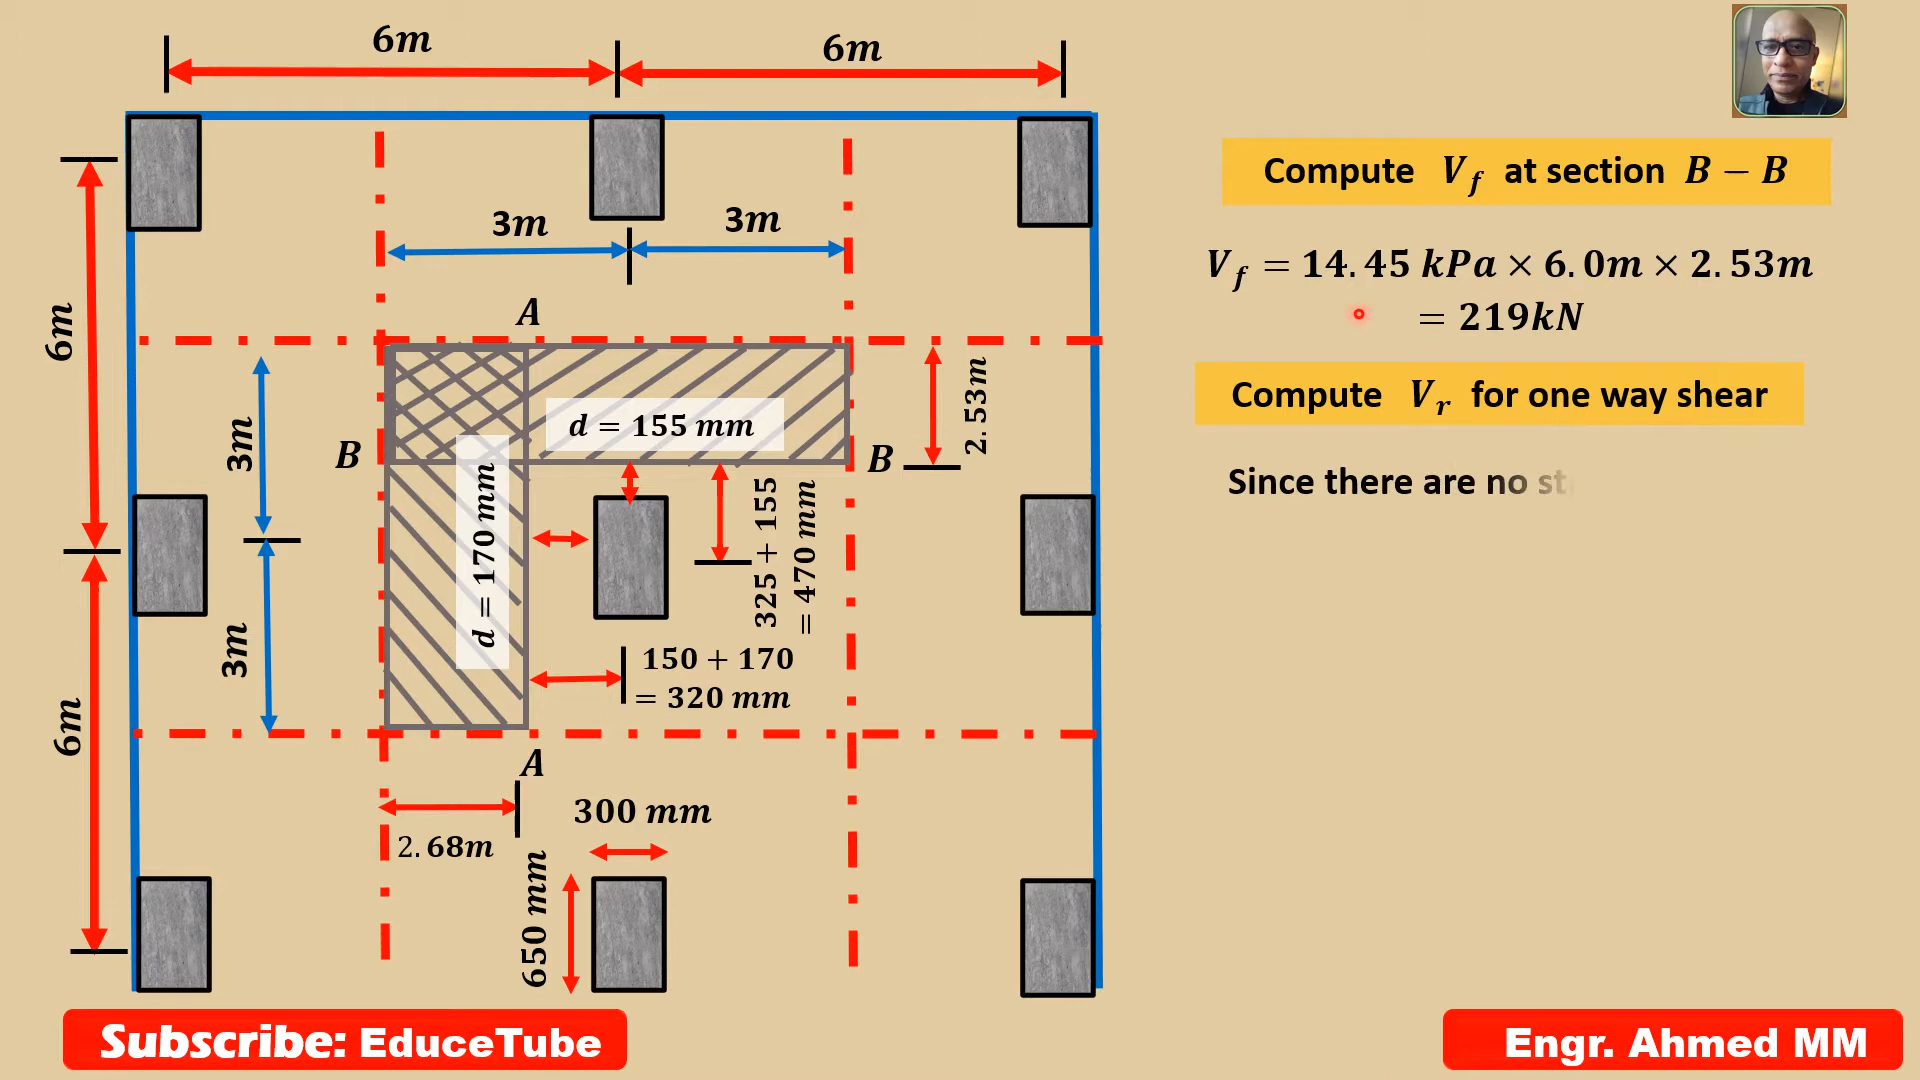 6m
6m
3m
3m
6m
6m
3m
3m
A
A
B
B
d = 155 mm
d = 170 mm
2.53m
325 + 155
= 470 mm
150 + 170
= 320 mm
2.68m
300 mm
650 mm
Compute V_f at section B − B
V_f = 14.45 kPa × 6.0m × 2.53m
= 219kN
Compute V_r for one way shear
Since there are no st
Subscribe: EduceTube
Engr. Ahmed MM